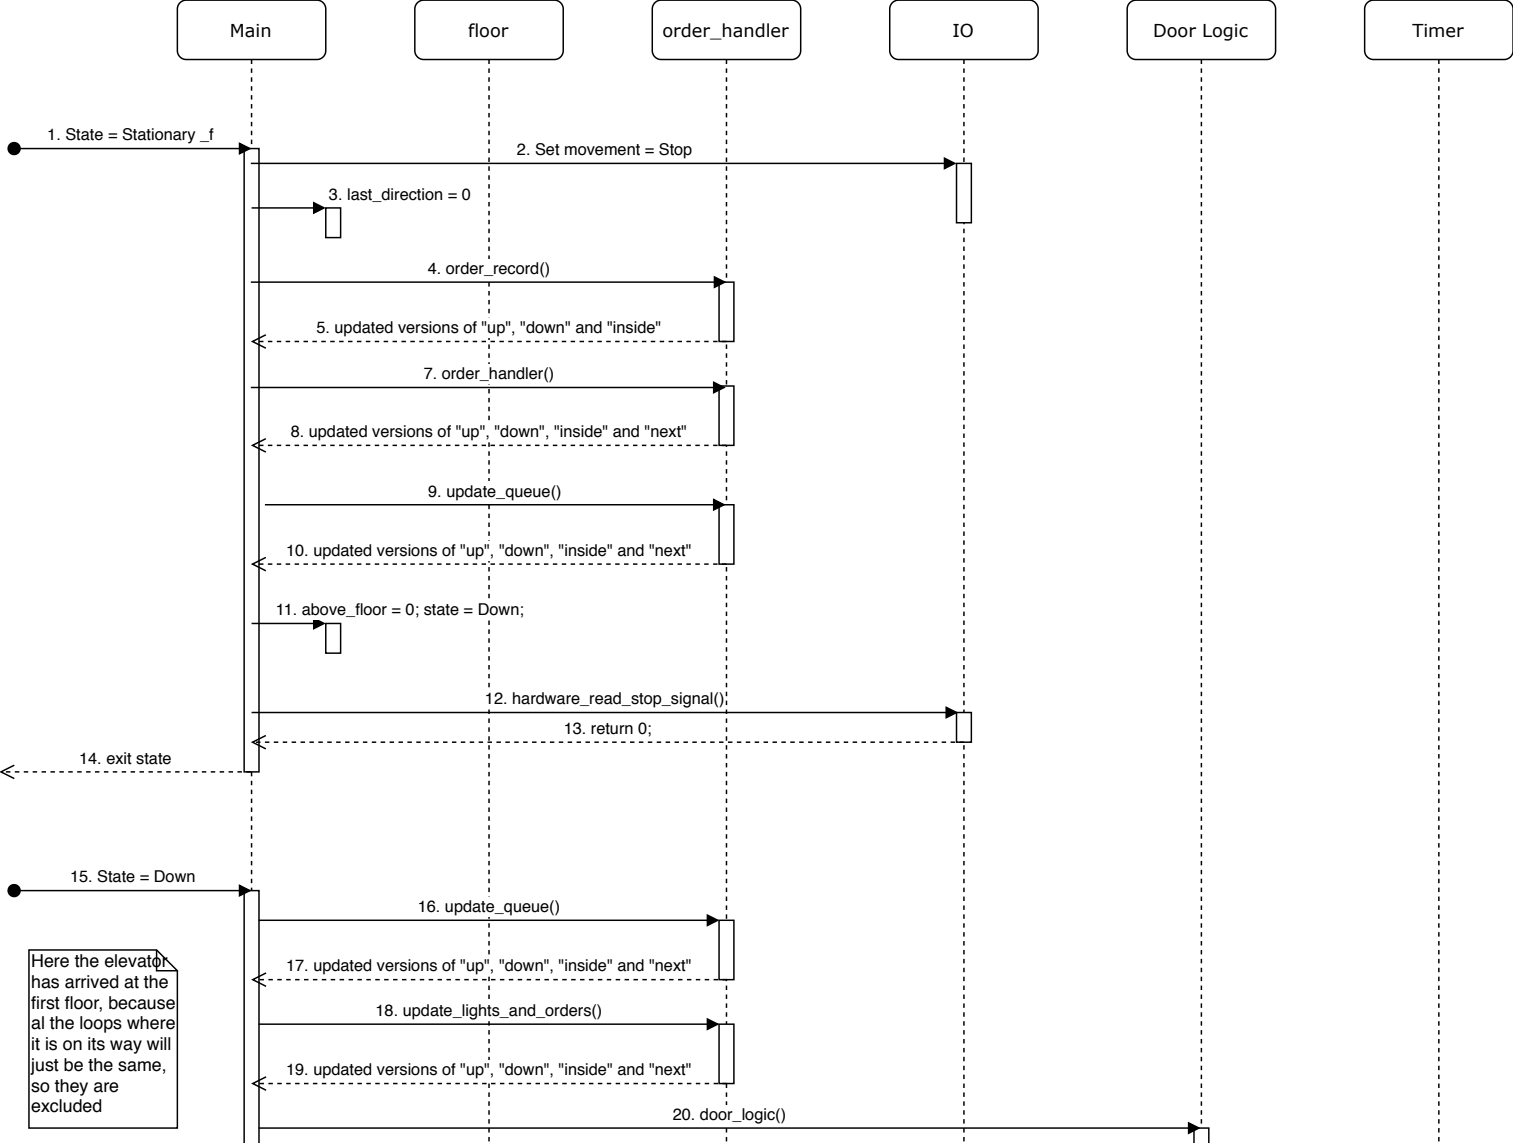 Main
floor
order_handler
IO
Door Logic
Timer
1. State = Stationary _f
2. Set movement = Stop
3. last_direction = 0
4. order_record()
5. updated versions of "up", "down" and "inside"
7. order_handler()
8. updated versions of "up", "down", "inside" and "next"
9. update_queue()
10. updated versions of "up", "down", "inside" and "next"
11. above_floor = 0; state = Down;
12. hardware_read_stop_signal()
13. return 0;
14. exit state
15. State = Down
16. update_queue()
Here the elevator
has arrived at the
first floor, because
al the loops where
it is on its way will
just be the same,
so they are
excluded
17. updated versions of "up", "down", "inside" and "next"
18. update_lights_and_orders()
19. updated versions of "up", "down", "inside" and "next"
20. door_logic()